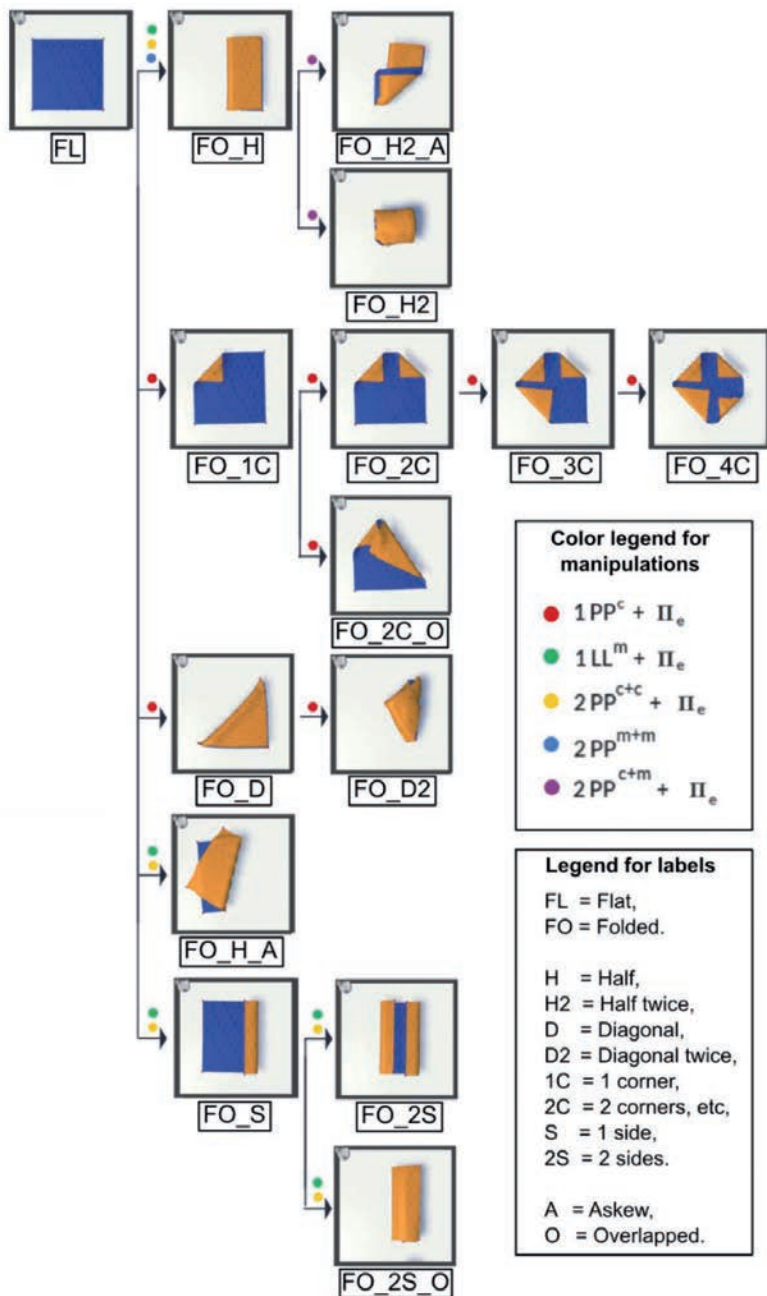 FL
FO_H
FO_H2_A
FO_H2
FO_1C
FO_2C
FO_3C
FO_4C
FO_2C_O
FO_D
FO_D2
FO_H_A
FO_S
FO_2S
FO_2S_O
Color legend for
manipulations
1 PP^c + Π_e
1 LL^m + Π_e
2 PP^c+c + Π_e
2 PP^m+m
2 PP^c+m + Π_e
Legend for labels
FL = Flat,
FO = Folded.
H = Half,
H2 = Half twice,
D = Diagonal,
D2 = Diagonal twice,
1C = 1 corner,
2C = 2 corners, etc,
S = 1 side,
2S = 2 sides.
A = Askew,
O = Overlapped.